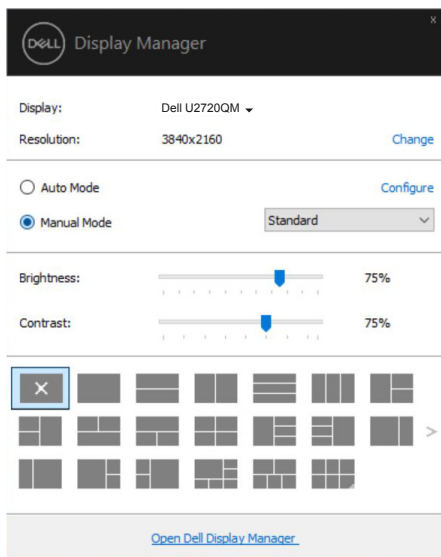 x
DELL Display Manager
Display: Dell U2720QM
Resolution: 3840x2160 Change
Auto Mode Configure
Manual Mode Standard
Brightness: 75%
Contrast: 75%
>
Open Dell Display Manager